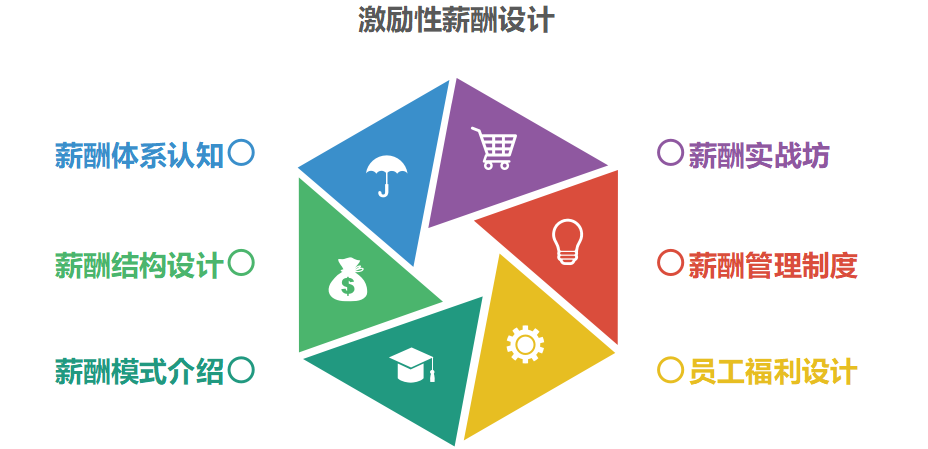 激励性薪酬设计
薪酬体系认知
薪酬实战坊
薪酬结构设计
薪酬管理制度
薪酬模式介绍
员工福利设计
$